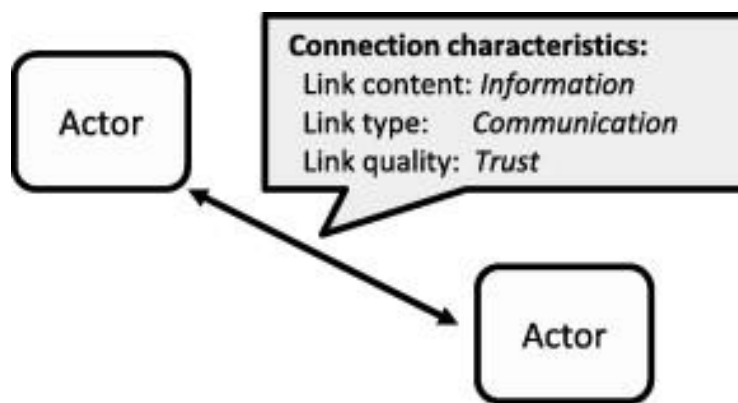 Connection characteristics:
Link content: Information
Link type: Communication
Link quality: Trust
Actor
Actor